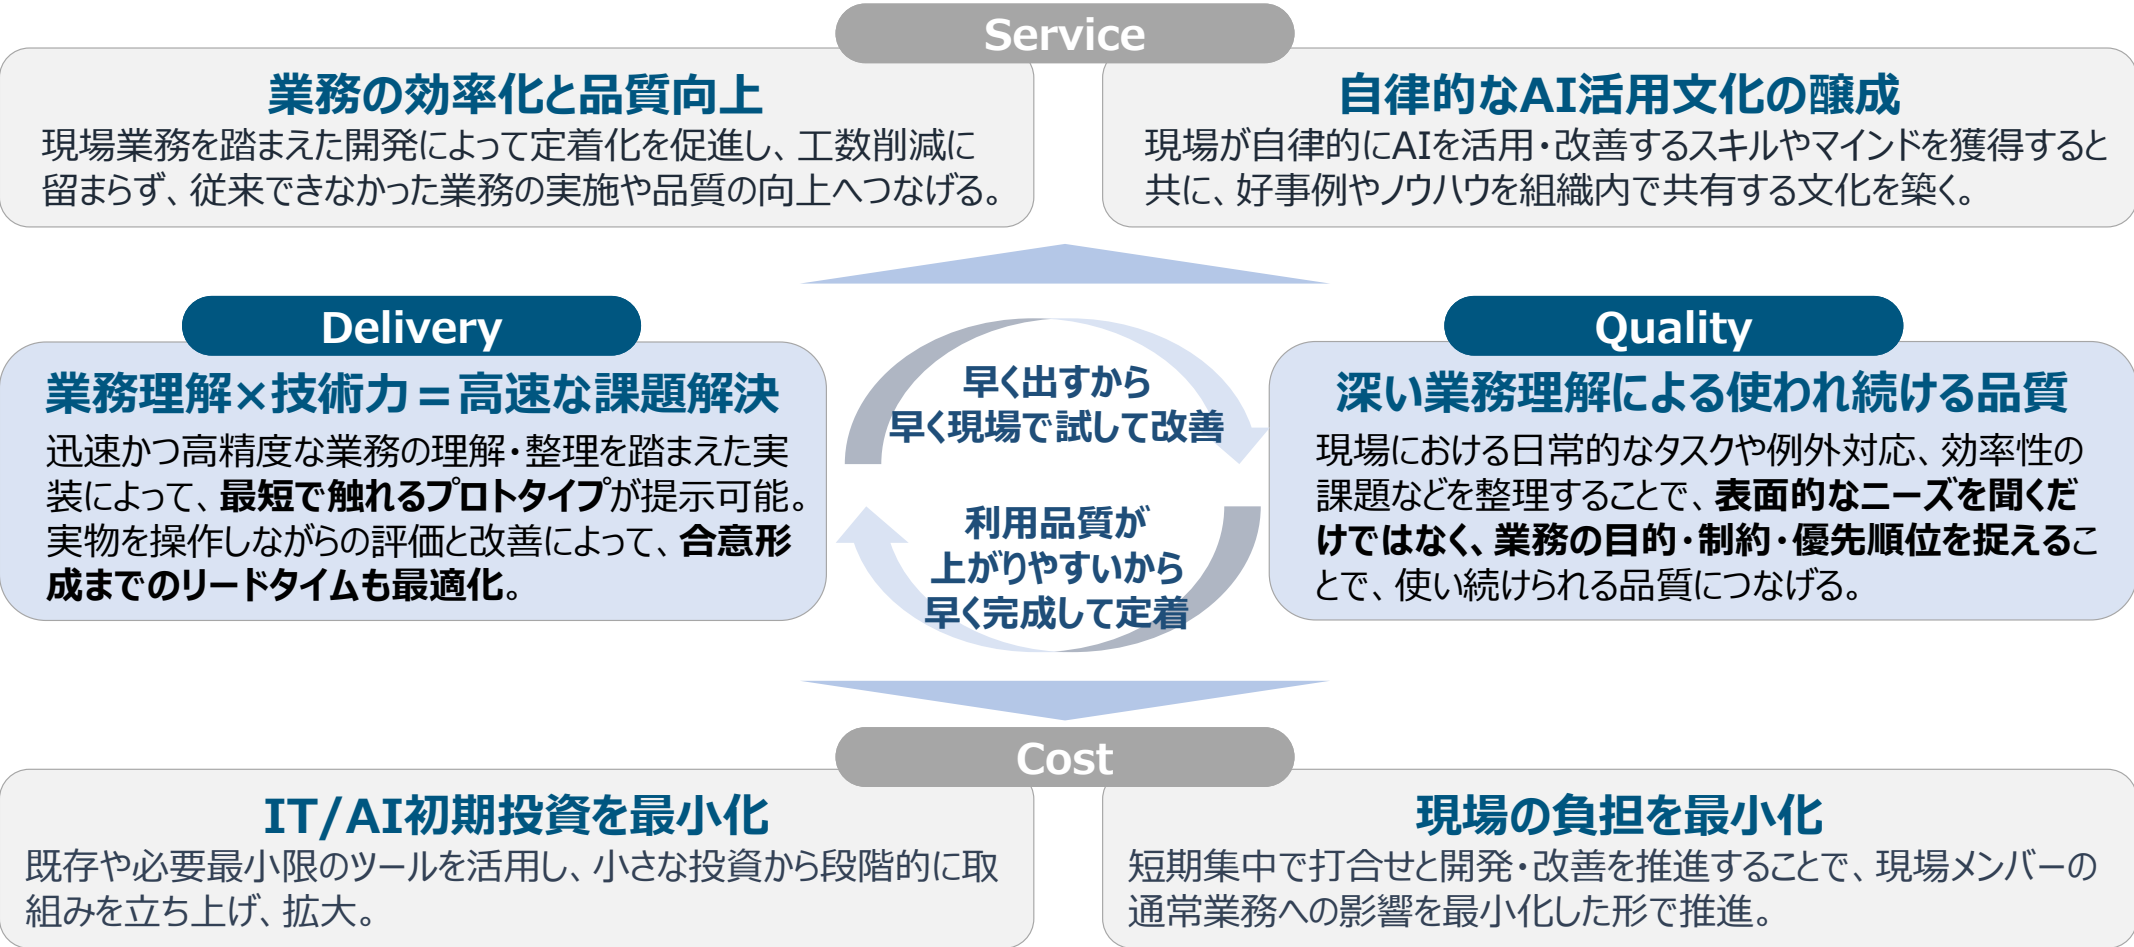 Service
業務の効率化と品質向上
現場業務を踏まえた開発によって定着化を促進し、工数削減に
留まらず、従来できなかった業務の実施や品質の向上へつなげる。
自律的なAI活用文化の醸成
現場が自律的にAIを活用・改善するスキルやマインドを獲得すると
共に、好事例やノウハウを組織内で共有する文化を築く。
Delivery
業務理解×技術力＝高速な課題解決
迅速かつ高精度な業務の理解・整理を踏まえた実
装によって、最短で触れるプロトタイプが提示可能。
実物を操作しながらの評価と改善によって、合意形
成までのリードタイムも最適化。
早く出すから
早く現場で試して改善
利用品質が
上がりやすいから
早く完成して定着
Quality
深い業務理解による使われ続ける品質
現場における日常的なタスクや例外対応、効率性の
課題などを整理することで、表面的なニーズを聞くだ
けではなく、業務の目的・制約・優先順位を捉えるこ
とで、使い続けられる品質につなげる。
Cost
IT/AI初期投資を最小化
既存や必要最小限のツールを活用し、小さな投資から段階的に取
組みを立ち上げ、拡大。
現場の負担を最小化
短期集中で打合せと開発・改善を推進することで、現場メンバーの
通常業務への影響を最小化した形で推進。